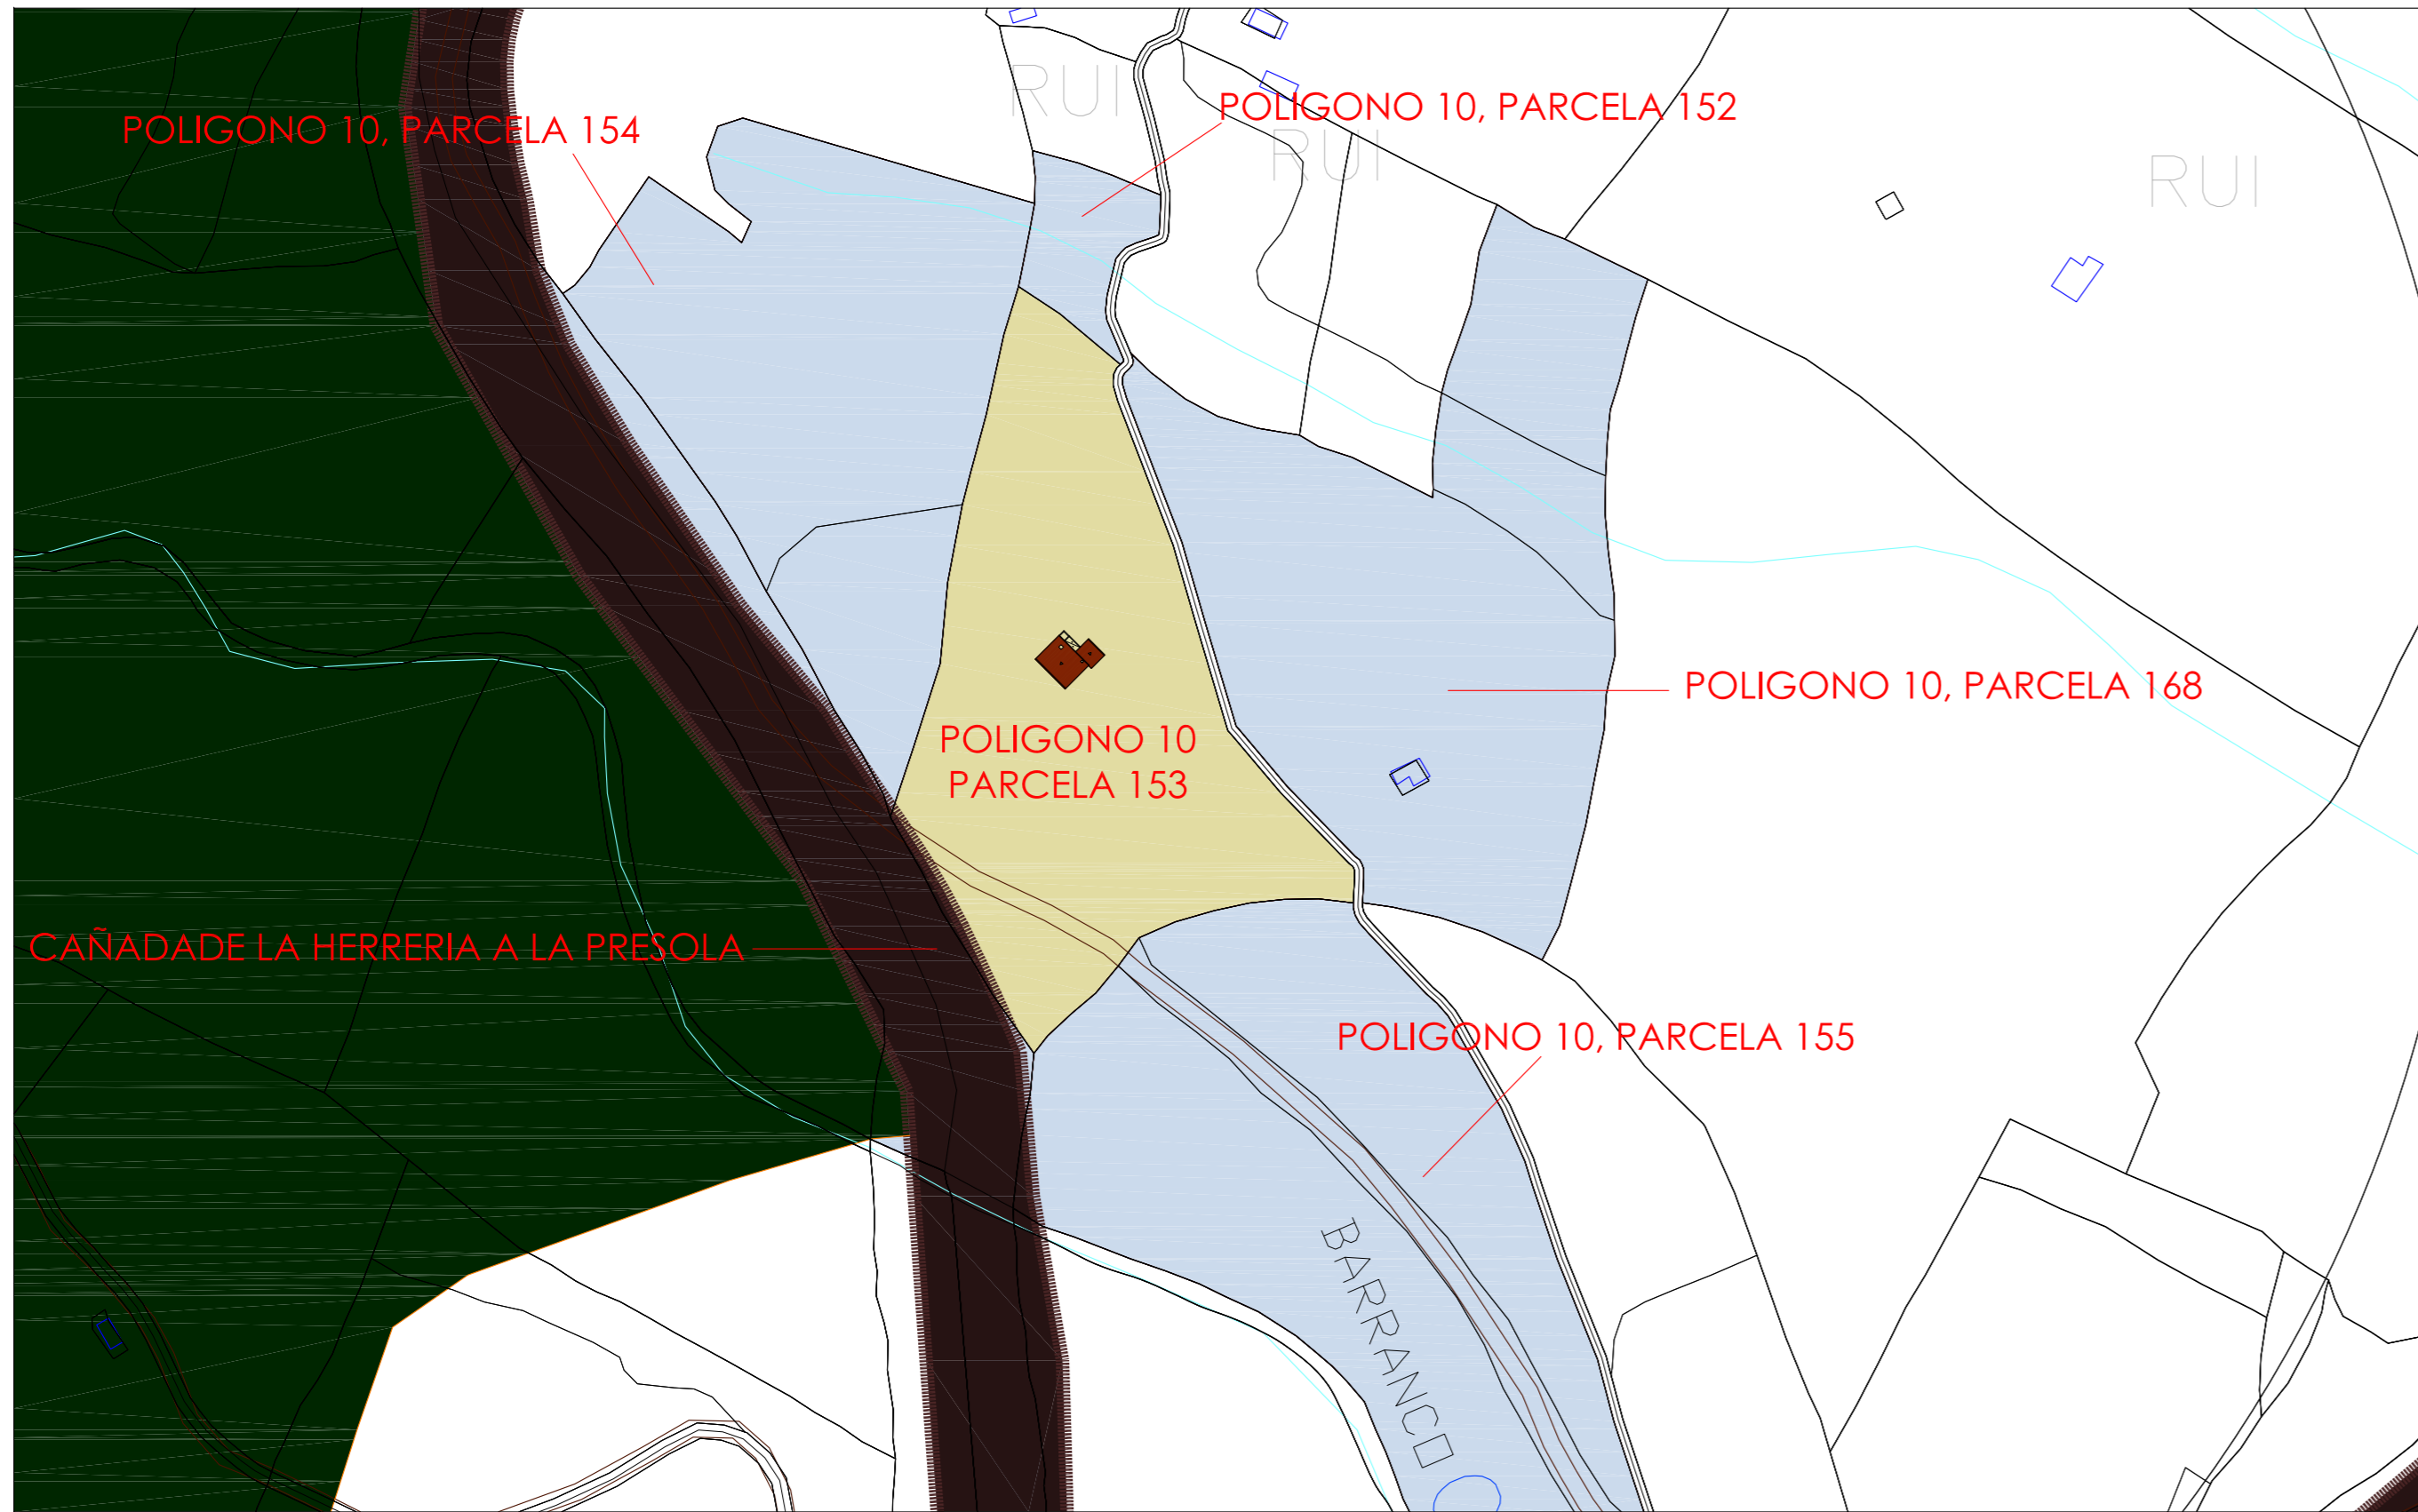 RUI
POLIGONO 10, PARCELA 152
POLIGONO 10, PARCELA 154
RUI
RUI
POLIGONO 10, PARCELA 168
POLIGONO 10
PARCELA 153
CAÑADADE LA HERRERIA A LA PRESOLA
POLIGONO 10, PARCELA 155
BARRANCO